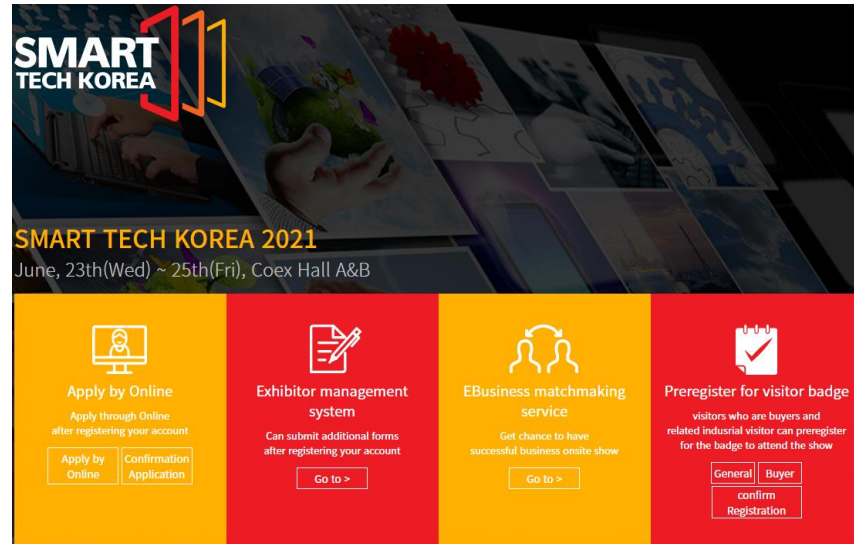 SMART
TECH KOREA
SMART TECH KOREA 2021
June, 23th(Wed) ~ 25th(Fri), Coex Hall A&B
Apply by Online
Apply through Online
after registering your account
Apply by
Online
Confirmation
Application
Exhibitor management
system
Can submit additional forms
after registering your account
Go to >
EBusiness matchmaking
service
Get chance to have
successful business onsite show
Go to >
Preregister for visitor badge
visitors who are buyers and
related indusrial visitor can preregister
for the badge to attend the show
General
Buyer
confirm
Registration